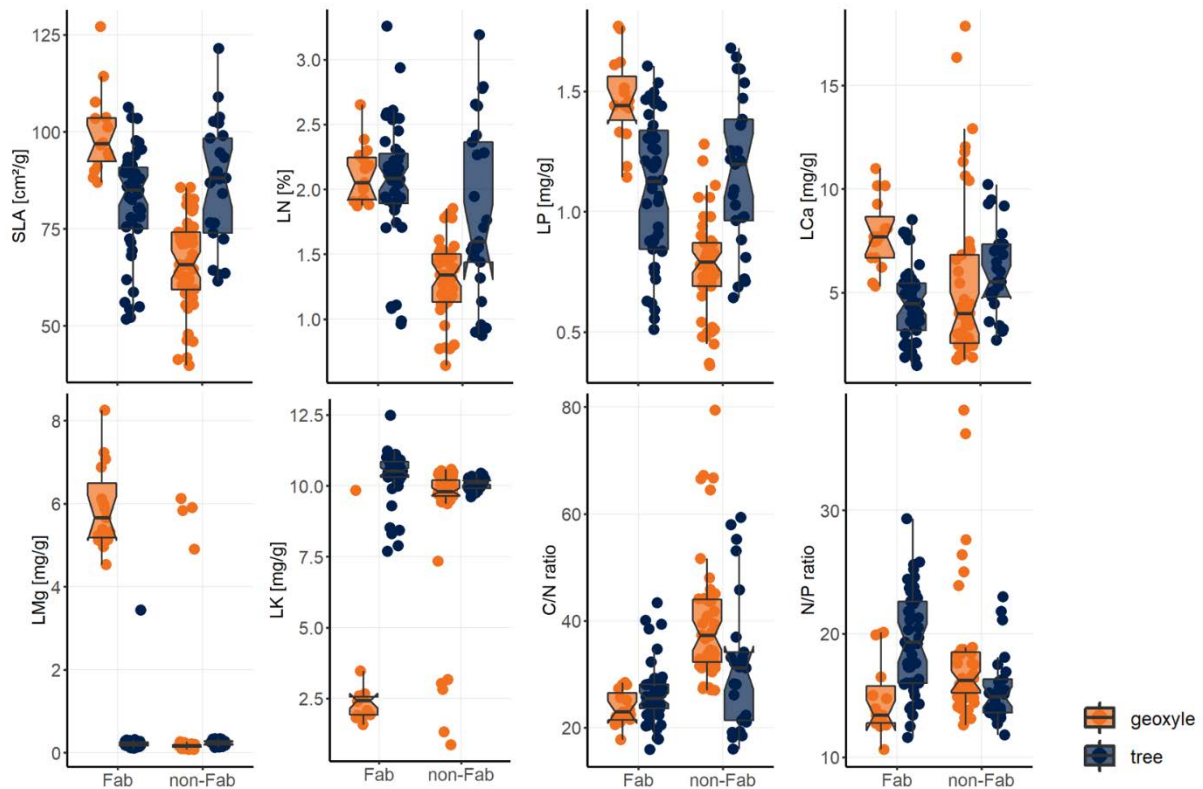 SLA [cm²/g]
125
100
75
50
LN [%]
3.0%
2.5%
2.0%
1.5%
1.0%
LP [mg/g]
1.5
1.0
0.5
LCa [mg/g]
15
10
5
LMg [mg/g]
8
6
4
2
0
Fab non-Fab
LK [mg/g]
12.5
10.0
7.5
5.0
2.5
Fab non-Fab
C/N ratio
80
60
40
20
Fab non-Fab
N/P ratio
30
20
10
Fab non-Fab
geoxyle
tree